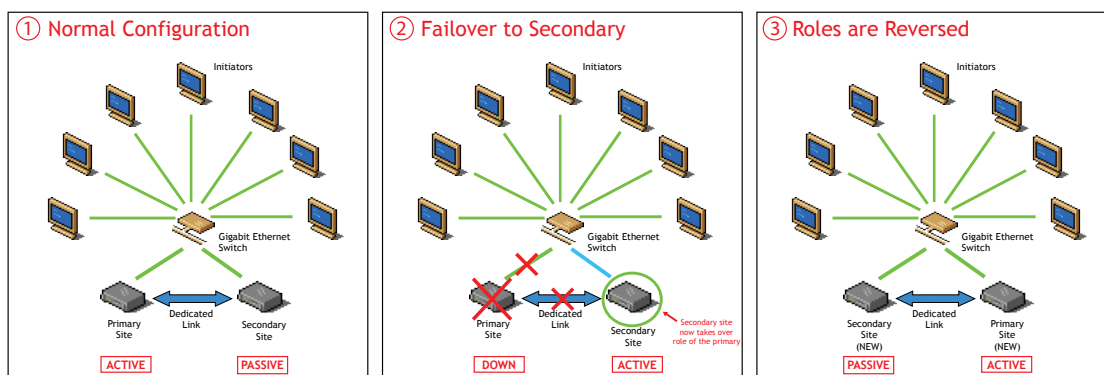 1 Normal Configuration
Initiators
Gigabit Ethernet
Switch
Primary
Site
Dedicated
Link
Secondary
Site
ACTIVE
PASSIVE
2 Failover to Secondary
Initiators
Gigabit Ethernet
Switch
Primary
Site
Dedicated
Link
Secondary
Site
Secondary site
now takes over
role of the primary
DOWN
ACTIVE
3 Roles are Reversed
Initiators
Gigabit Ethernet
Switch
Secondary
Site
(NEW)
Dedicated
Link
Primary
Site
(NEW)
PASSIVE
ACTIVE